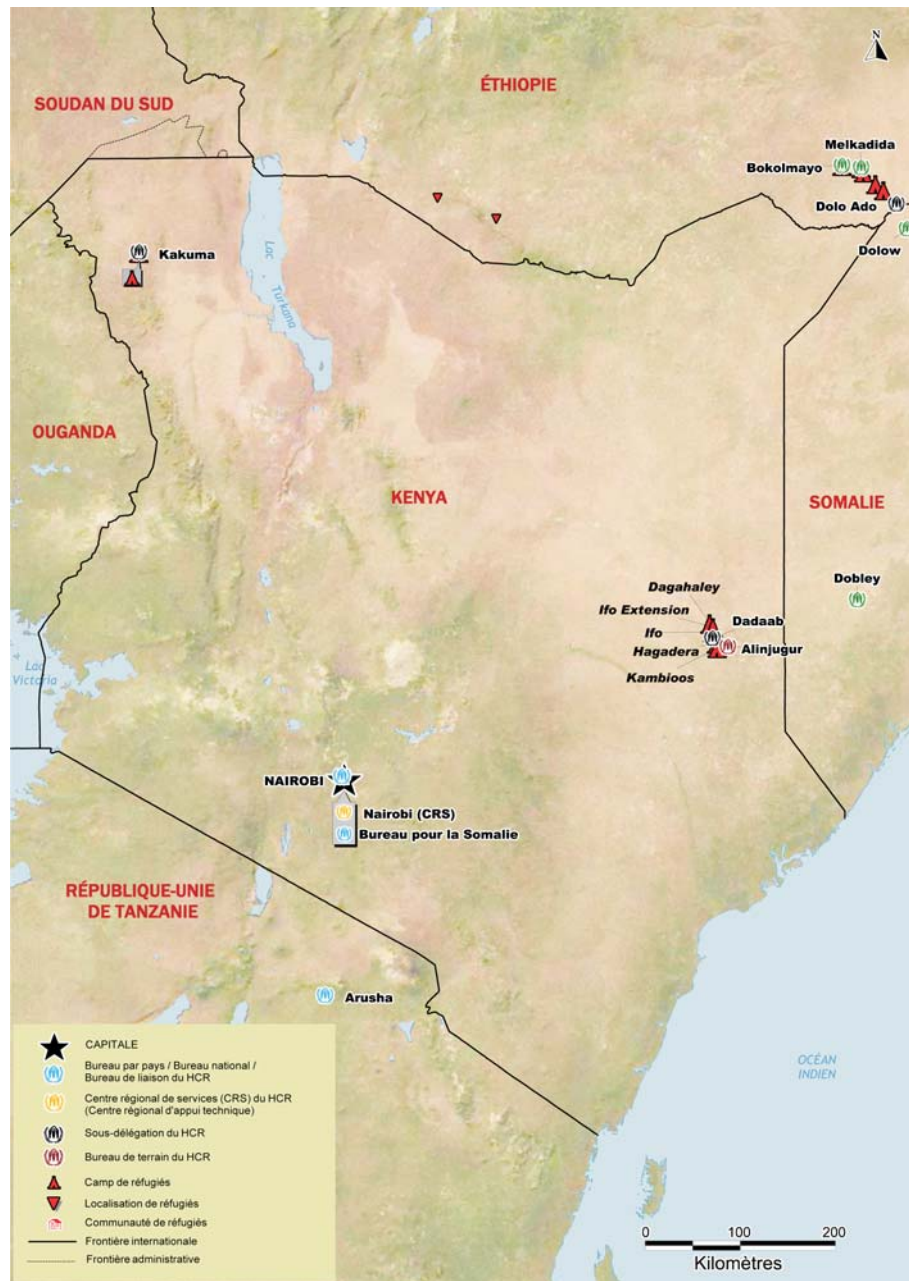 N
ÉTHIOPIE
SOUDAN DU SUD
Melkadida
Bokolmayo
Dolo Ado
Dolow
Kakuma
Lac
Turkana
OUGANDA
KENYA
SOMALIE
Dobley
Dagahaley
Ifo Extension
Dadaab
Ifo
Alinjugur
Hagadera
Kambioos
Lac
Victoria
NAIROBI
Nairobi (CRS)
Bureau pour la Somalie
RÉPUBLIQUE-UNIE
DE TANZANIE
Arusha
OCÉAN
INDIEN
CAPITALE
Bureau par pays / Bureau national /
Bureau de liaison du HCR
Centre régional de services (CRS) du HCR
(Centre régional d'appui technique)
Sous-délégation du HCR
Bureau de terrain du HCR
Camp de réfugiés
Localisation de réfugiés
Communauté de réfugiés
Frontière internationale
Frontière administrative
0 100 200
Kilomètres